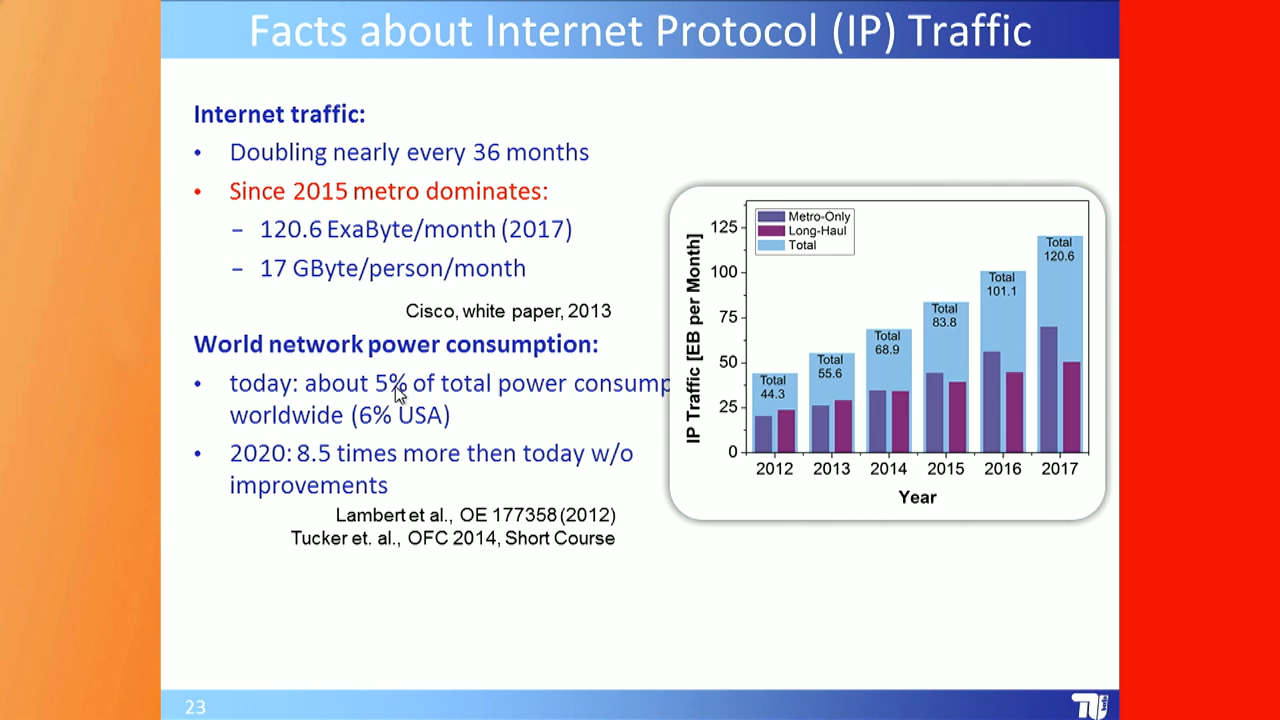 Facts about Internet Protocol (IP) Traffic
Internet traffic:
• Doubling nearly every 36 months
• Since 2015 metro dominates:
– 120.6 ExaByte/month (2017)
– 17 GByte/person/month
Cisco, white paper, 2013
World network power consumption:
• today: about 5% of total power consump
worldwide (6% USA)
• 2020: 8.5 times more then today w/o
improvements
Lambert et al., OE 177358 (2012)
Tucker et. al., OFC 2014, Short Course
IP Traffic [EB per Month]
125
100
75
50
25
0
Metro-Only
Long-Haul
Total
Total
44.3
Total
55.6
Total
68.9
Total
83.8
Total
101.1
Total
120.6
2012 2013 2014 2015 2016 2017
Year
23